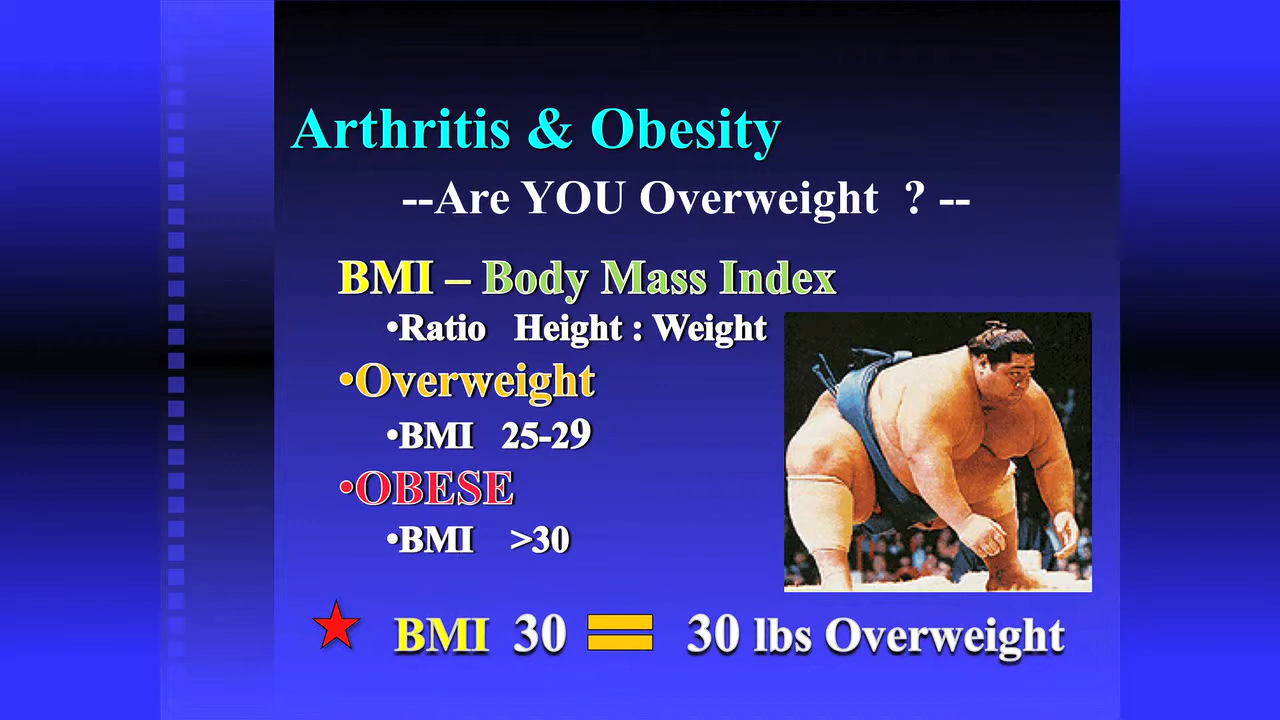 Arthritis & Obesity
--Are YOU Overweight ? --
BMI – Body Mass Index
•Ratio Height : Weight
•Overweight
•BMI 25-29
•OBESE
•BMI >30
BMI 30 = 30 lbs Overweight